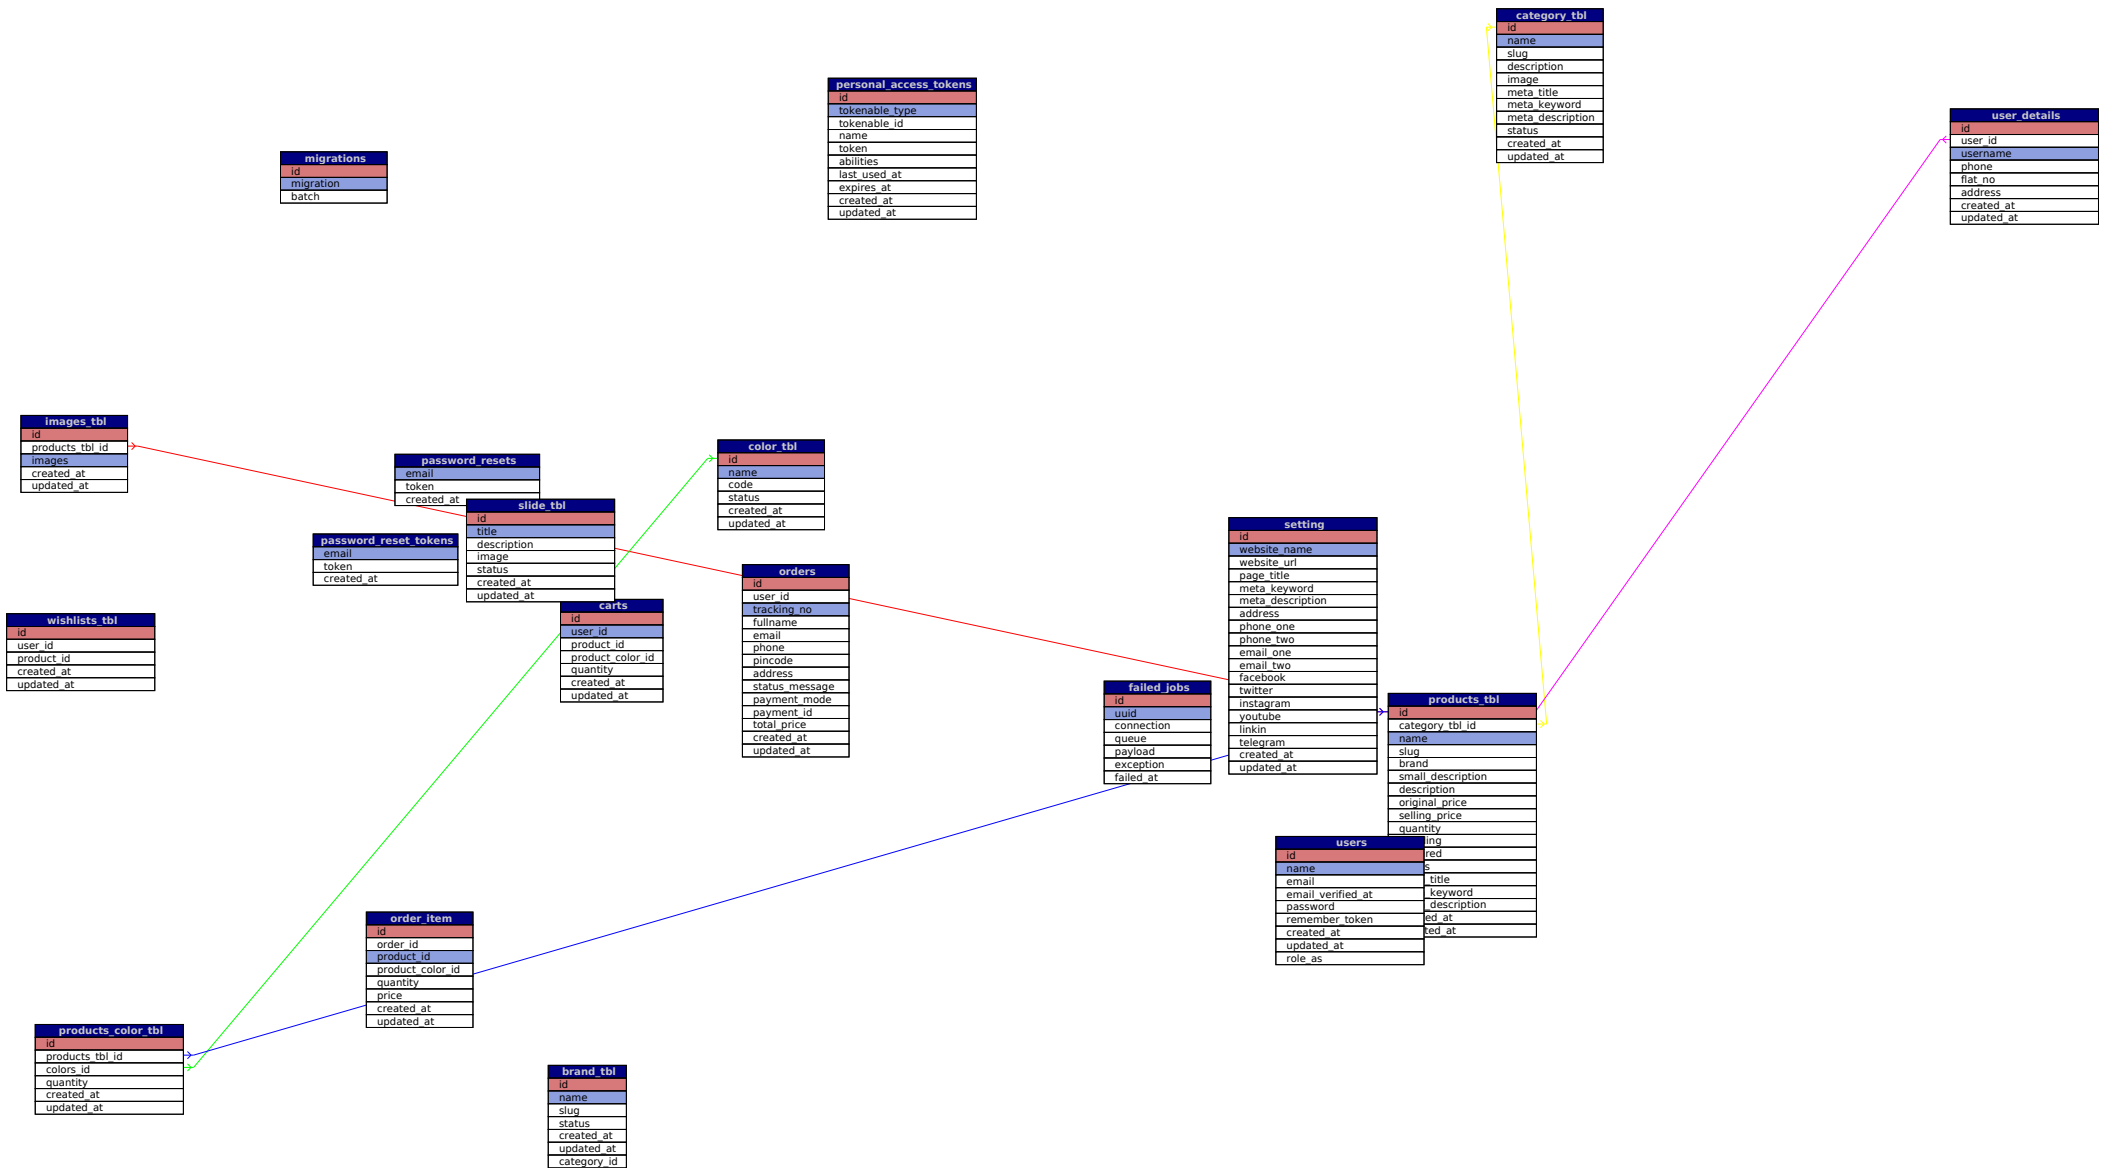 category_tbl
id
name
slug
description
image
meta_title
meta_keyword
meta_description
status
created_at
updated_at
personal_access_tokens
id
tokenable_type
tokenable_id
name
token
abilities
last_used_at
expires_at
created_at
updated_at
user_details
id
user_id
username
phone
flat_no
address
created_at
updated_at
migrations
id
migration
batch
images_tbl
id
products_tbl_id
images
created_at
updated_at
password_resets
email
token
created_at
color_tbl
id
name
code
status
created_at
updated_at
slide_tbl
id
title
description
image
status
created_at
updated_at
password_reset_tokens
email
token
created_at
setting
id
website_name
website_url
page_title
meta_keyword
meta_description
address
phone_one
phone_two
email_one
email_two
facebook
twitter
instagram
youtube
linkin
telegram
created_at
updated_at
orders
id
user_id
tracking_no
fullname
email
phone
pincode
address
status_message
payment_mode
payment_id
total_price
created_at
updated_at
carts
id
user_id
product_id
product_color_id
quantity
created_at
updated_at
wishlists_tbl
id
user_id
product_id
created_at
updated_at
failed_jobs
id
uuid
connection
queue
payload
exception
failed_at
products_tbl
id
category_tbl_id
name
slug
brand
small_description
description
original_price
selling_price
quantity
ing
red
s
_title
_keyword
_description
ed_at
ted_at
users
id
name
email
email_verified_at
password
remember_token
created_at
updated_at
role_as
order_item
id
order_id
product_id
product_color_id
quantity
price
created_at
updated_at
products_color_tbl
id
products_tbl_id
colors_id
quantity
created_at
updated_at
brand_tbl
id
name
slug
status
created_at
updated_at
category_id